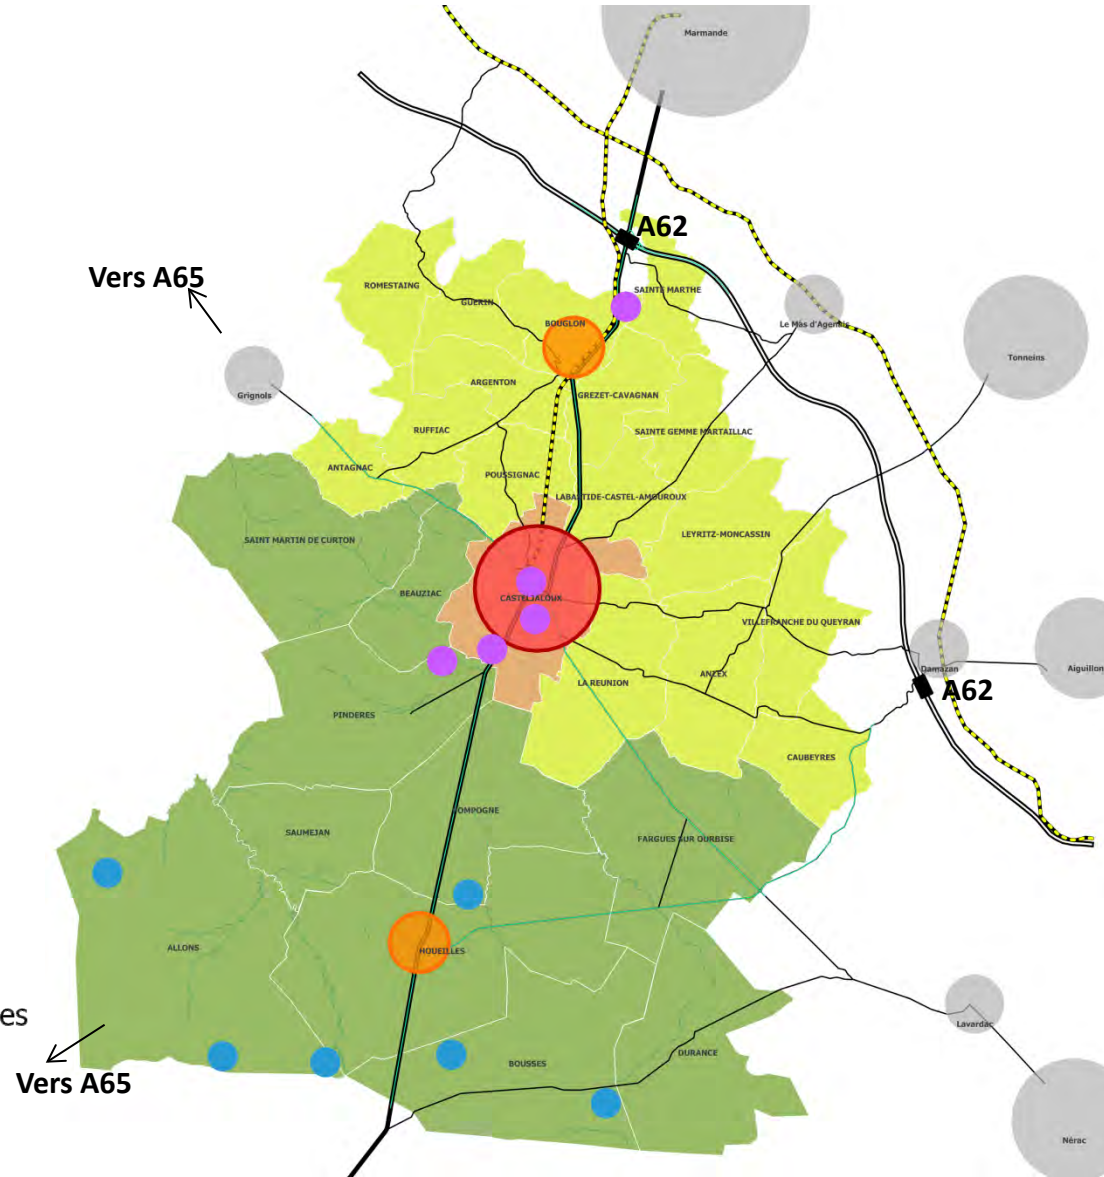 Marmande
A62
Vers A65
ROMESTAING
SAINTE MARTHE
GUERIN
BOUGLON
Le Mas d'Agenais
Tonneins
ARGENTON
Grignols
GREZET-CAVAGNAN
RUFFIAC
SAINTE GEMME MARTAILLAC
ANTAGNAC
POUSSIGNAC
LABASTIDE-CASTEL-AMOUROUX
LEYRITZ-MONCASSIN
SAINT MARTIN DE CURTON
BEAUZIAC
CASTELJALOUX
VILLEFRANCHE DU QUEYRAN
Damazan
Aiguillon
ANZEX
LA REUNION
A62
PINDERES
CAUBEYRES
POMPOGNE
SAUMEJAN
FARGUES SUR OURBISE
ALLONS
HOUEILLES
es
Lavardac
DURANCE
BOUSSES
Vers A65
Nérac